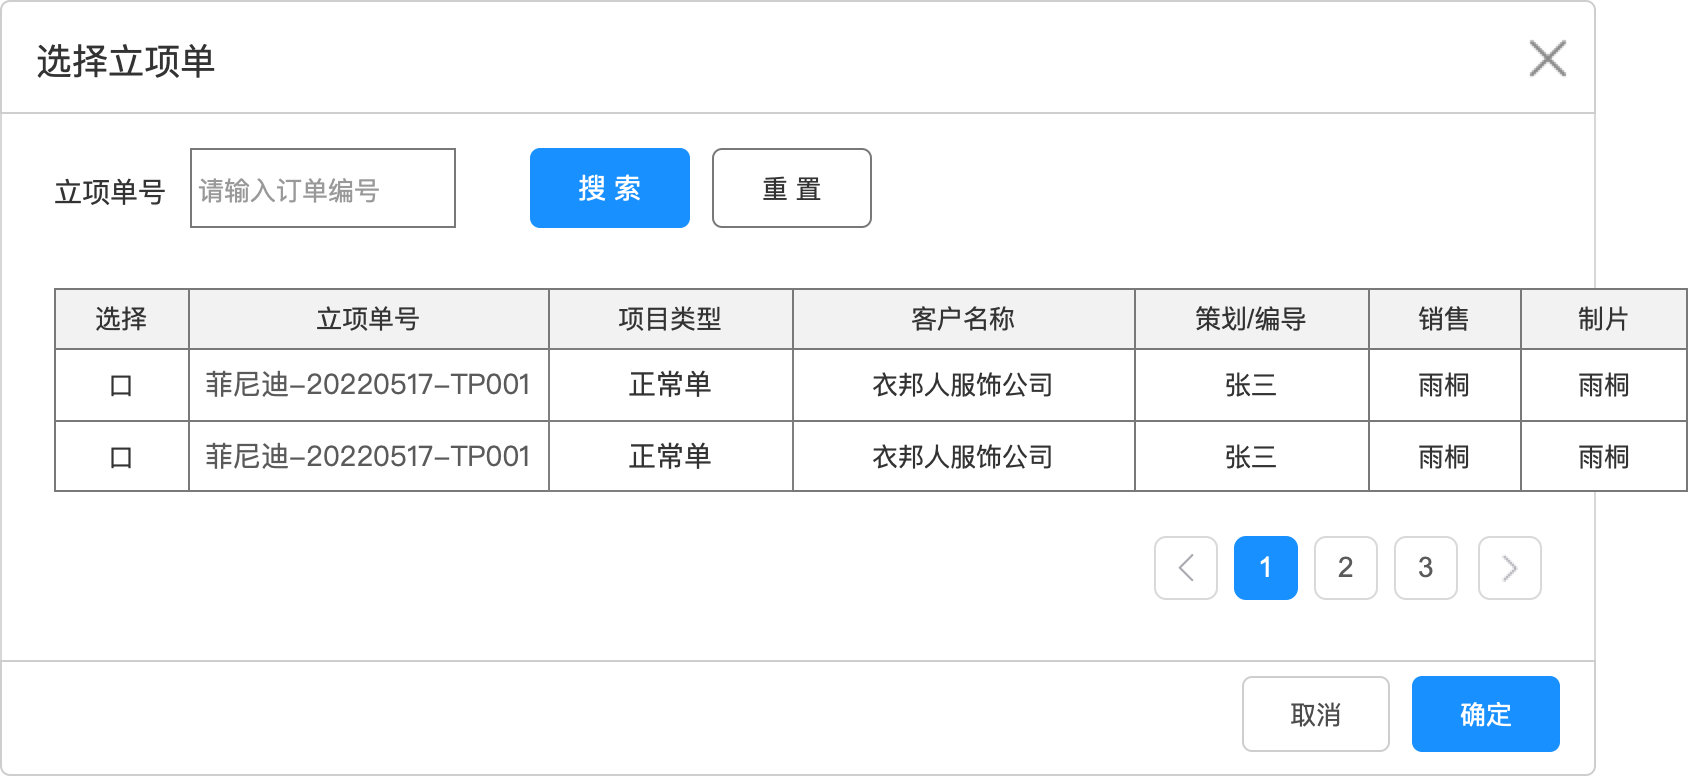 选择立项单
立项单号 请输入订单编号 搜 索 重 置
选择 立项单号 项目类型 客户名称 策划/编导 销售 制片
口 菲尼迪-20220517-TP001 正常单 衣邦人服饰公司 张三 雨桐 雨桐
口 菲尼迪-20220517-TP001 正常单 衣邦人服饰公司 张三 雨桐 雨桐
1 2 3
取消 确定